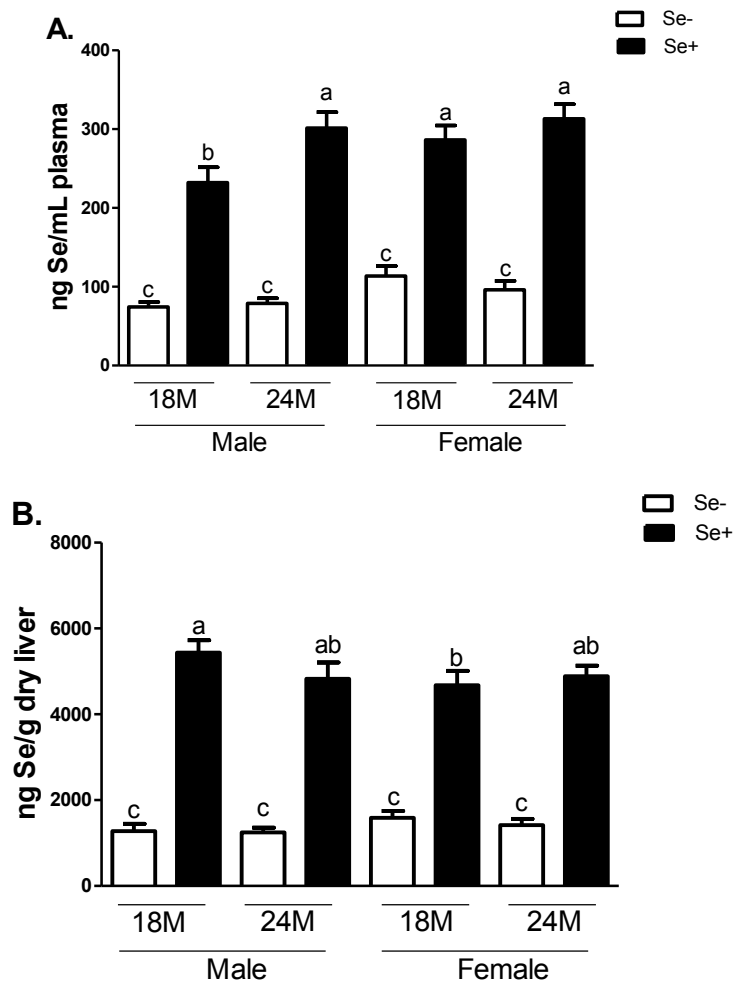 A.
Se-
Se+
ng Se/mL plasma
400
300
200
100
0
c
b
c
a
c
a
c
a
18M
24M
18M
24M
Male
Female
B.
Se-
Se+
ng Se/g dry liver
8000
6000
4000
2000
0
c
a
c
ab
c
b
c
ab
18M
24M
18M
24M
Male
Female